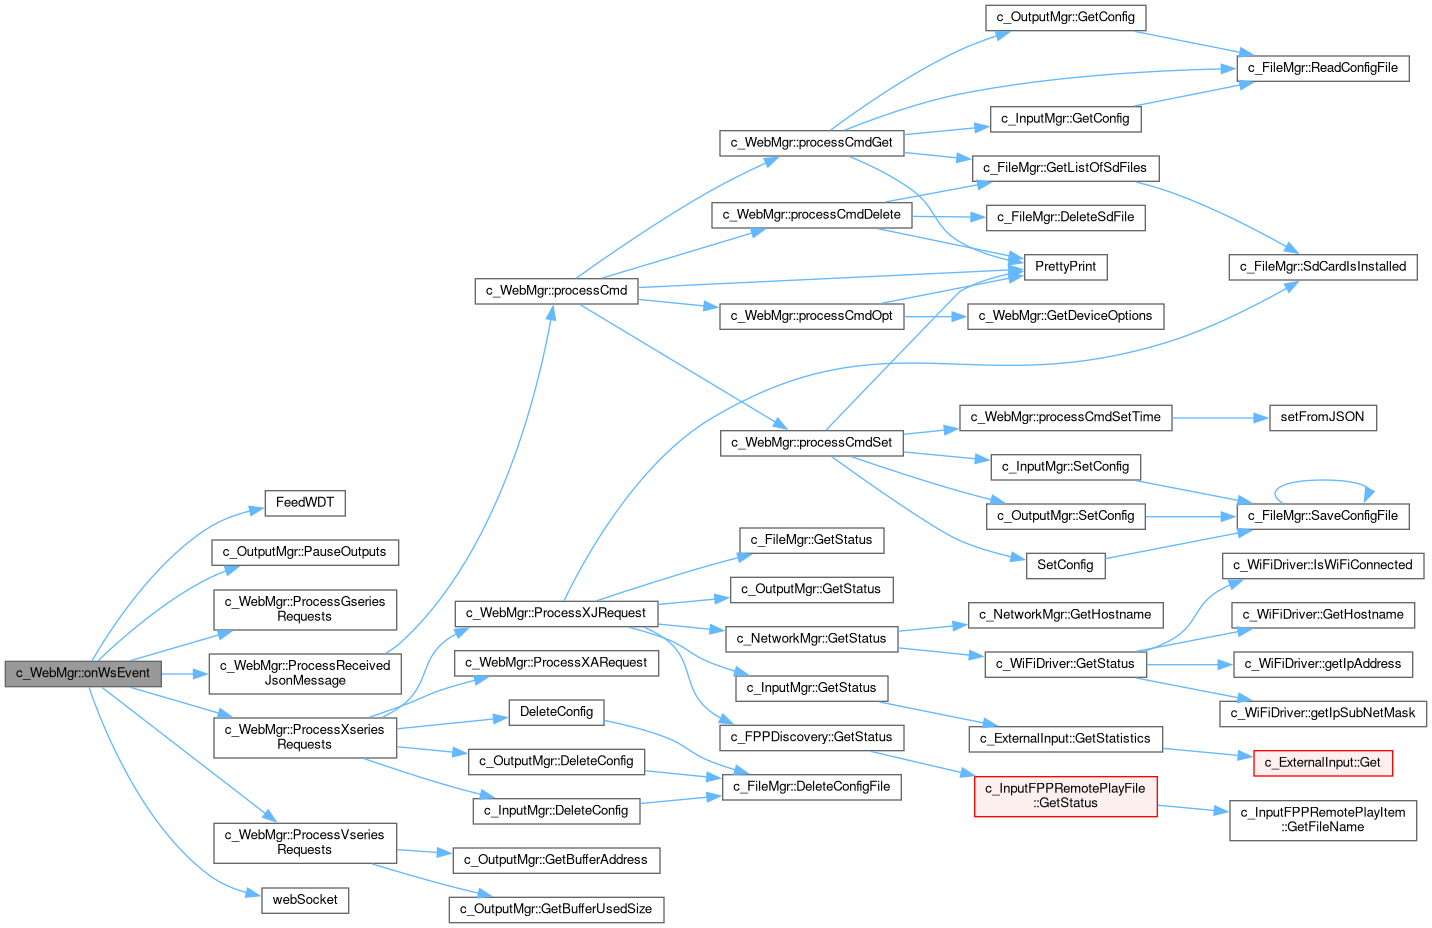 c_OutputMgr::GetConfig
c_FileMgr::ReadConfigFile
c_InputMgr::GetConfig
c_WebMgr::processCmdGet
c_FileMgr::GetListOfSdFiles
c_WebMgr::processCmdDelete
c_FileMgr::DeleteSdFile
PrettyPrint
c_FileMgr::SdCardIsInstalled
c_WebMgr::processCmd
c_WebMgr::processCmdOpt
c_WebMgr::GetDeviceOptions
c_WebMgr::processCmdSetTime
setFromJSON
c_WebMgr::processCmdSet
c_InputMgr::SetConfig
FeedWDT
c_OutputMgr::SetConfig
c_FileMgr::SaveConfigFile
c_FileMgr::GetStatus
c_OutputMgr::PauseOutputs
SetConfig
c_WiFiDriver::IsWiFiConnected
c_OutputMgr::GetStatus
c_WebMgr::ProcessGseries
Requests
c_WebMgr::ProcessXJRequest
c_NetworkMgr::GetHostname
c_WiFiDriver::GetHostname
c_NetworkMgr::GetStatus
c_WebMgr::onWsEvent
c_WebMgr::ProcessReceived
JsonMessage
c_WebMgr::ProcessXARequest
c_WiFiDriver::GetStatus
c_WiFiDriver::getIpAddress
c_InputMgr::GetStatus
DeleteConfig
c_WiFiDriver::getIpSubNetMask
c_WebMgr::ProcessXseries
Requests
c_FPPDiscovery::GetStatus
c_ExternalInput::GetStatistics
c_OutputMgr::DeleteConfig
c_ExternalInput::Get
c_FileMgr::DeleteConfigFile
c_InputFPPRemotePlayFile
::GetStatus
c_InputMgr::DeleteConfig
c_InputFPPRemotePlayItem
::GetFileName
c_WebMgr::ProcessVseries
Requests
c_OutputMgr::GetBufferAddress
webSocket
c_OutputMgr::GetBufferUsedSize